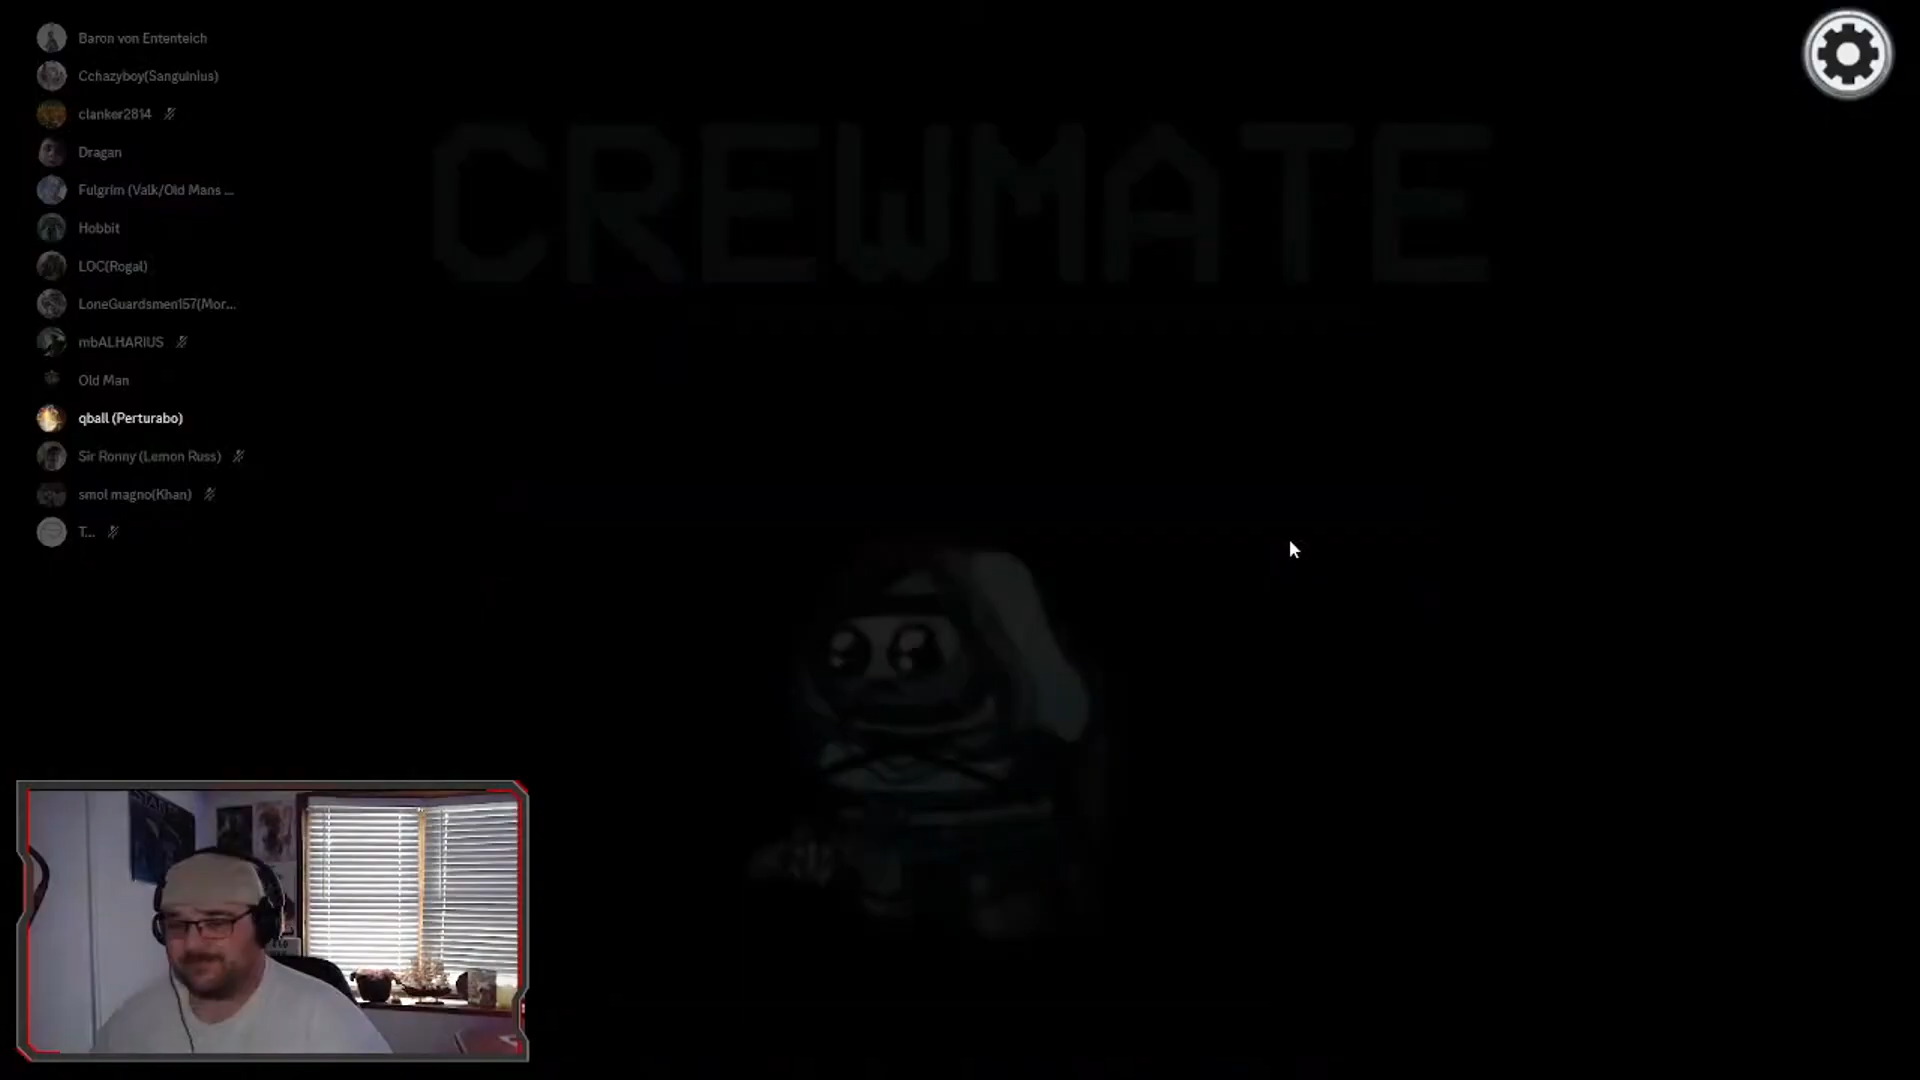 Baron von Ententeich
Cchazyboy(Sanguinius)
CREWMATE
clanker2814
Dragan
Fulgrim (Valk/Old Mans ...
Hobbit
LOC(Rogal)
LoneGuardsmen157(Mor...
mbALHARIUS
Old Man
qball (Perturabo)
Sir Ronny (Lemon Russ)
smol magno(Khan)
T...
START